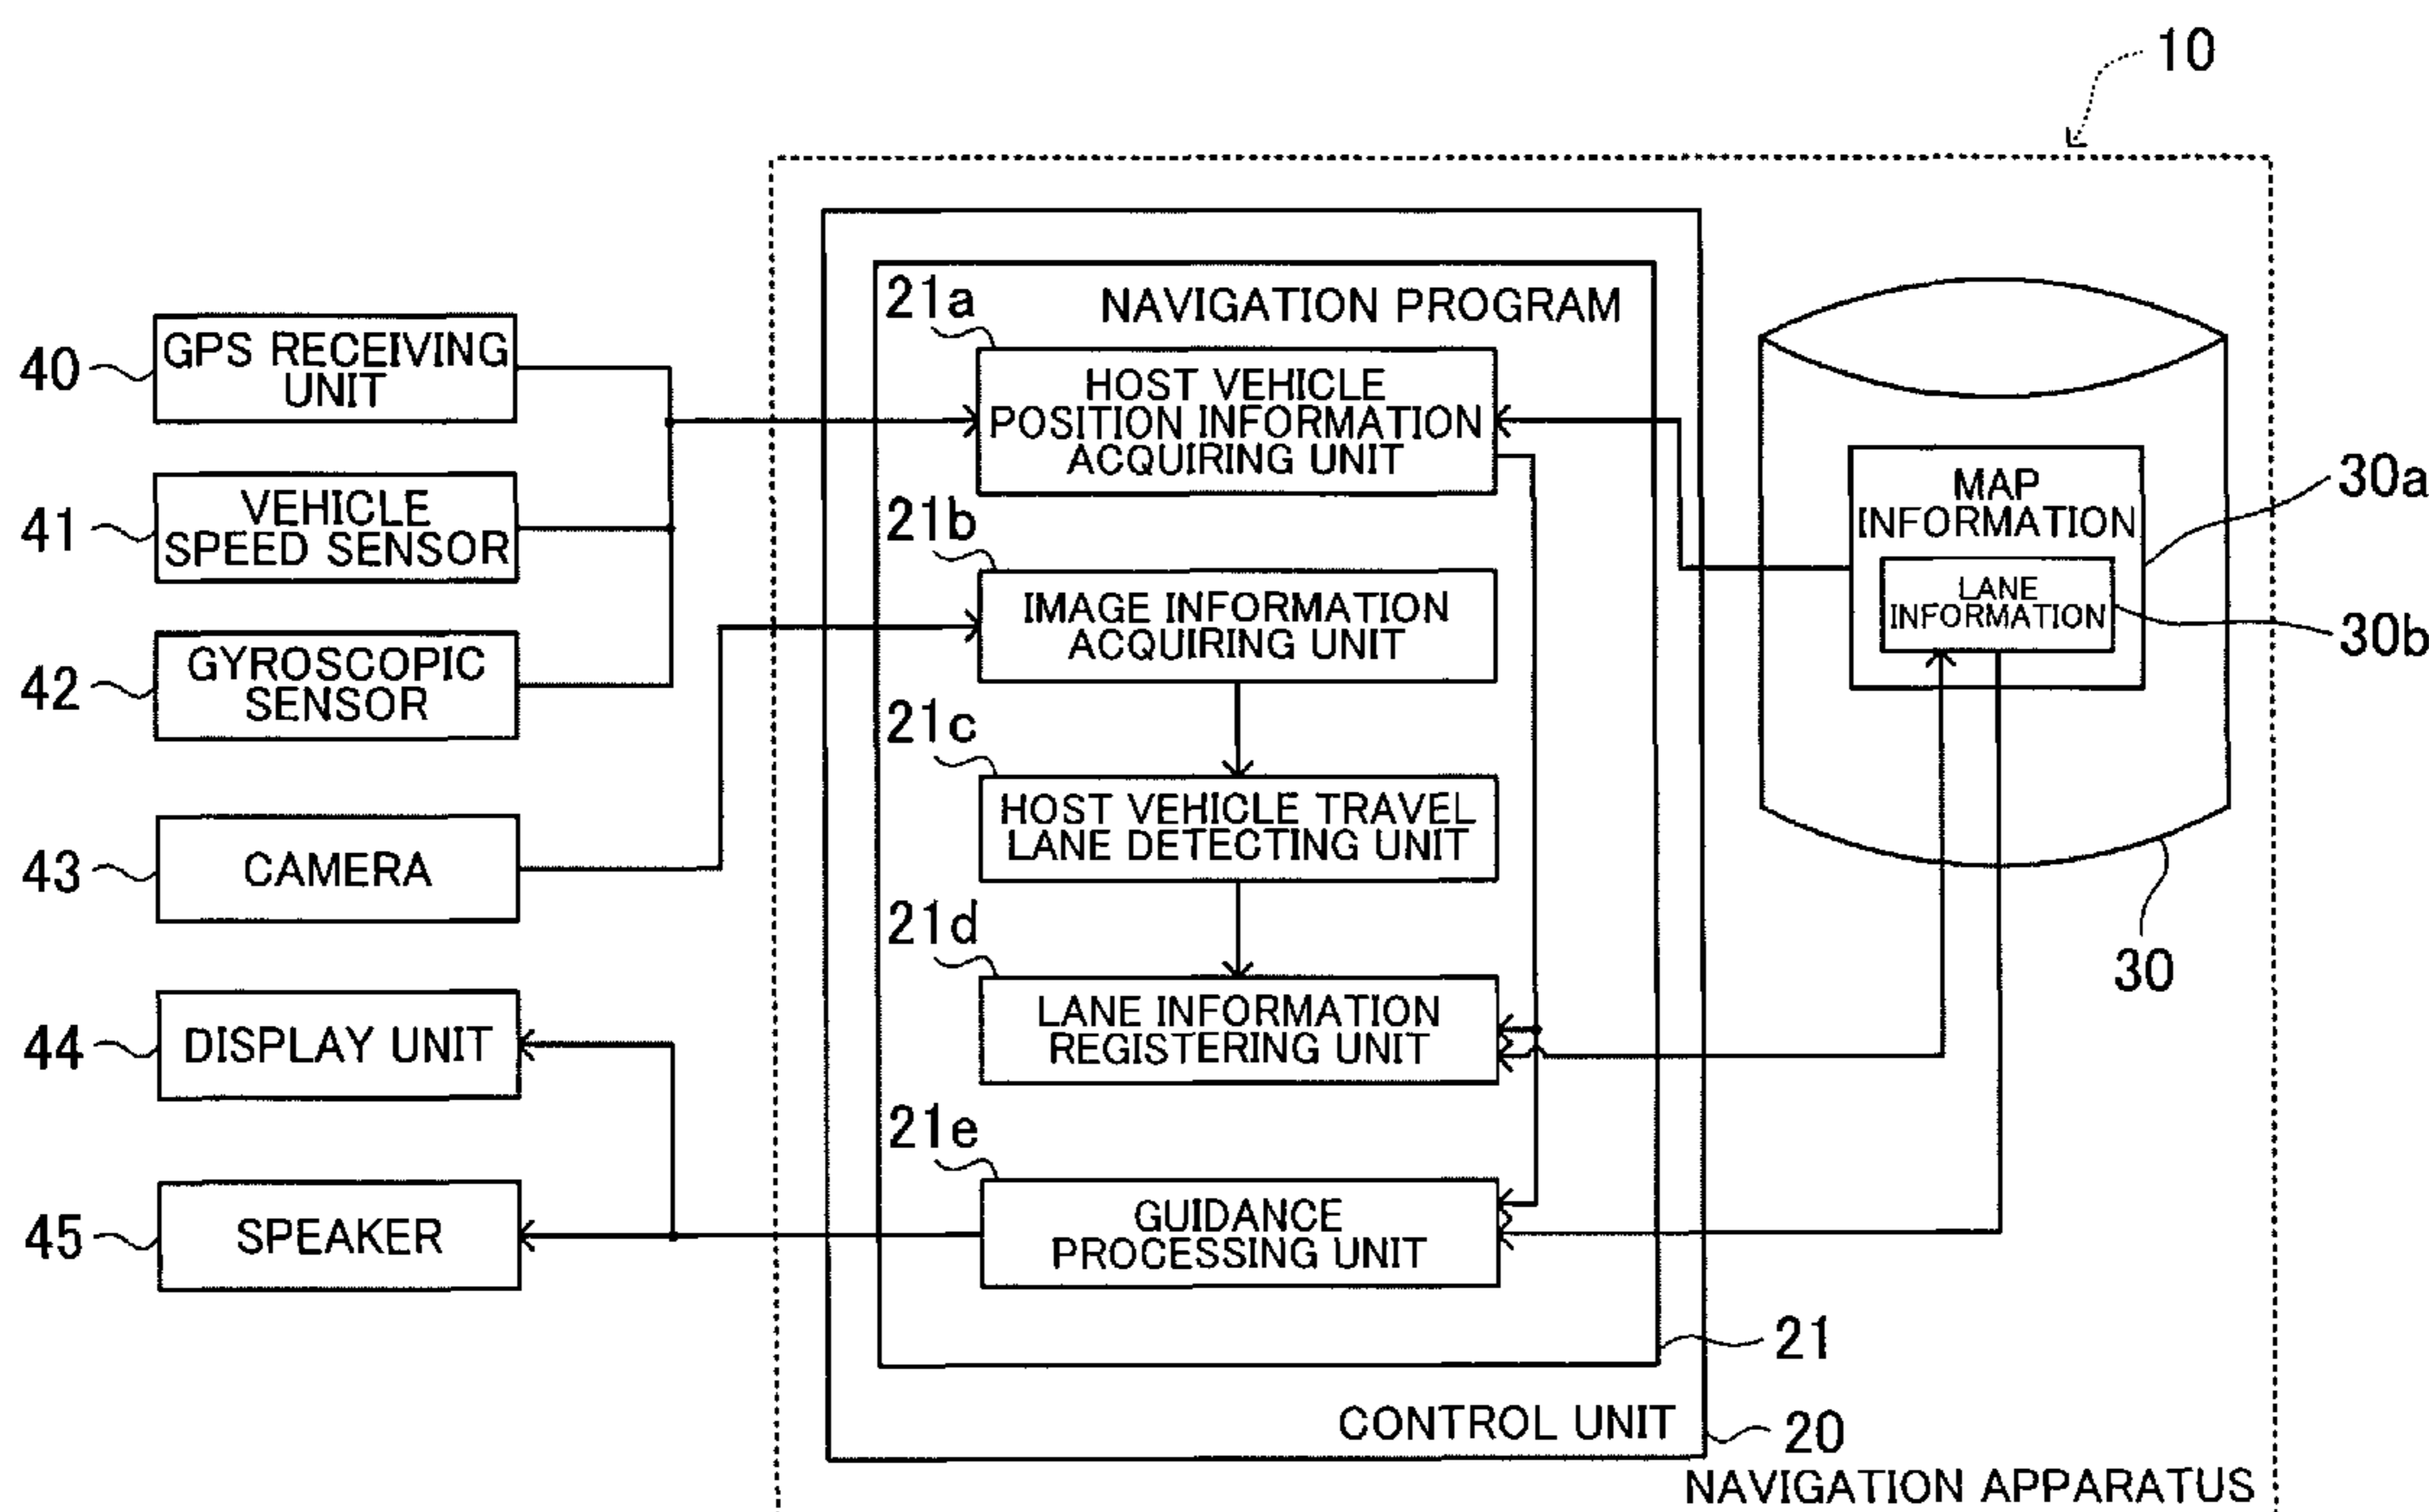 10
21a
NAVIGATION PROGRAM
40
GPS RECEIVING
UNIT
HOST VEHICLE
POSITION INFORMATION
ACQUIRING UNIT
41
VEHICLE
SPEED SENSOR
21b
MAP
INFORMATION
30a
LANE
INFORMATION
30b
IMAGE INFORMATION
ACQUIRING UNIT
42
GYROSCOPIC
SENSOR
21c
HOST VEHICLE TRAVEL
LANE DETECTING UNIT
43
CAMERA
21d
30
LANE INFORMATION
REGISTERING UNIT
44
DISPLAY UNIT
21e
GUIDANCE
PROCESSING UNIT
45
SPEAKER
21
CONTROL UNIT
20
NAVIGATION APPARATUS